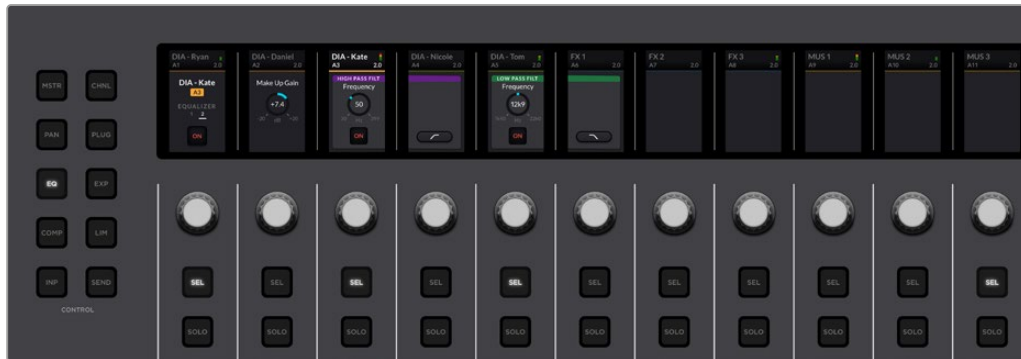 MSTR CHNL
PAN PLUG
EQ EXP
COMP LIM
INP SEND
CONTROL
DIA - Ryan
A1 2.0
DIA - Kate
A3
EQUALIZER
1 2
ON
DIA - Daniel
A2 2.0
Make Up Gain
+7.4
-20 dB +20
DIA - Kate
A3 2.0
HIGH PASS FILT
Frequency
50
ON
DIA - Nicole
A4 2.0
DIA - Tom
A5 2.0
LOW PASS FILT
Frequency
12k9
ON
FX 1
A6 2.0
FX 2
A7 2.0
FX 3
A8 2.0
MUS 1
A9 2.0
MUS 2
A10 2.0
MUS 3
A11 2.0
SEL SEL SEL SEL SEL SEL SEL SEL SEL SEL SEL
SOLO SOLO SOLO SOLO SOLO SOLO SOLO SOLO SOLO SOLO SOLO